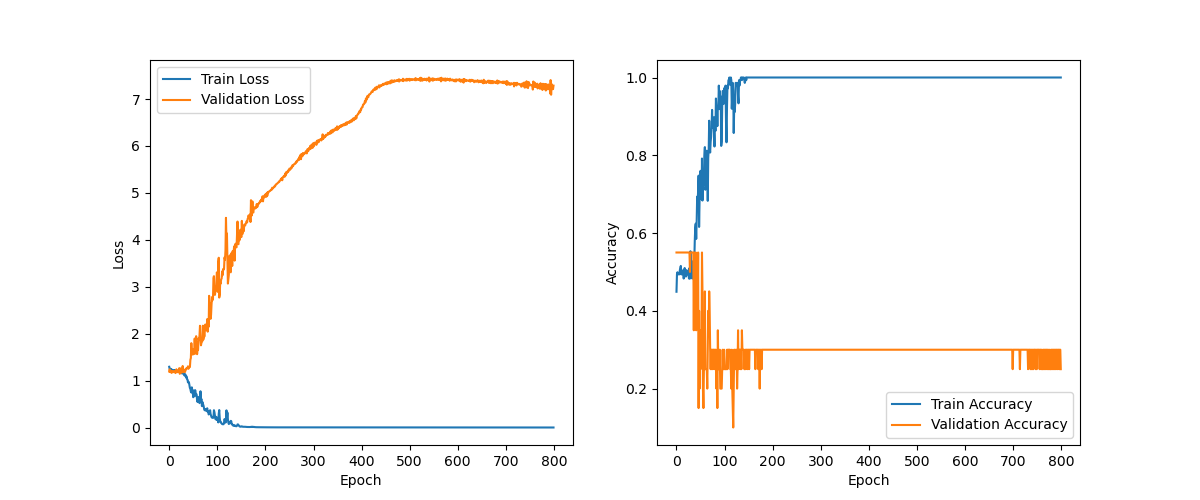 Train Loss
Validation Loss
7
6
5
4
3
2
1
0
Loss
0 100 200 300 400 500 600 700 800
Epoch
1.0
0.8
0.6
0.4
0.2
Accuracy
Train Accuracy
Validation Accuracy
0 100 200 300 400 500 600 700 800
Epoch